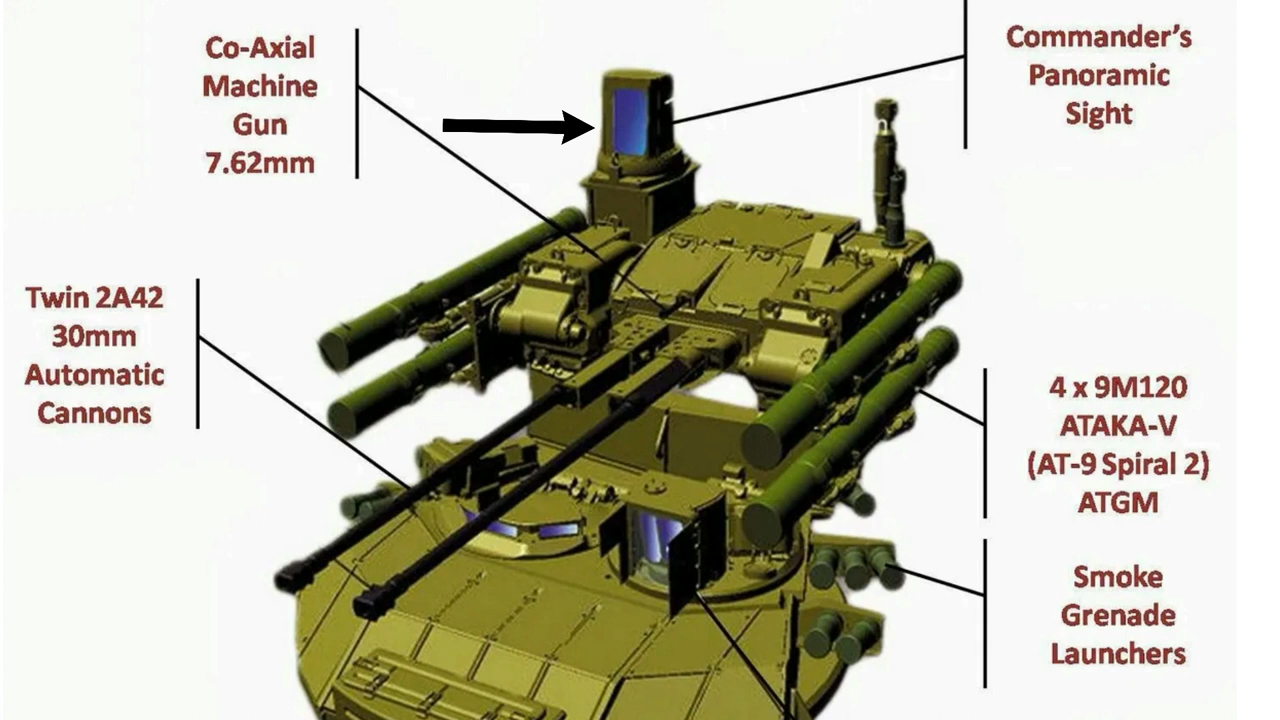 Co-Axial
Machine
Gun
7.62mm
Commander's
Panoramic
Sight
Twin 2A42
30mm
Automatic
Cannons
4 x 9M120
ATAKA-V
(AT-9 Spiral 2)
ATGM
Smoke
Grenade
Launchers